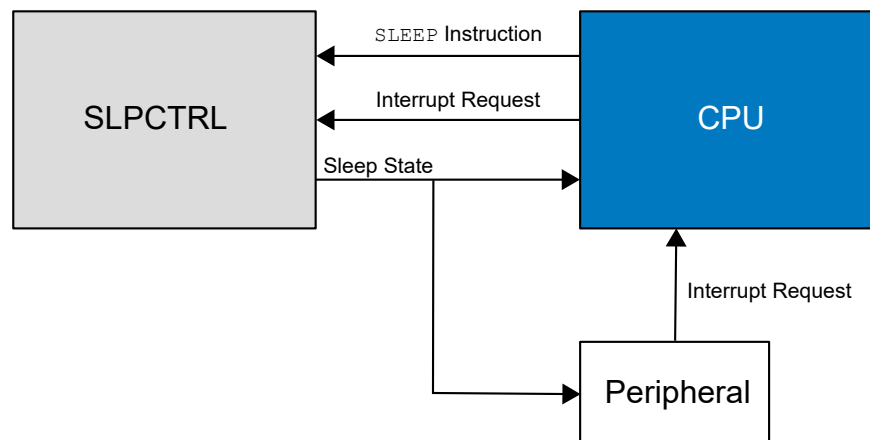 SLEEP Instruction
SLPCTRL
Interrupt Request
CPU
Sleep State
Interrupt Request
Peripheral